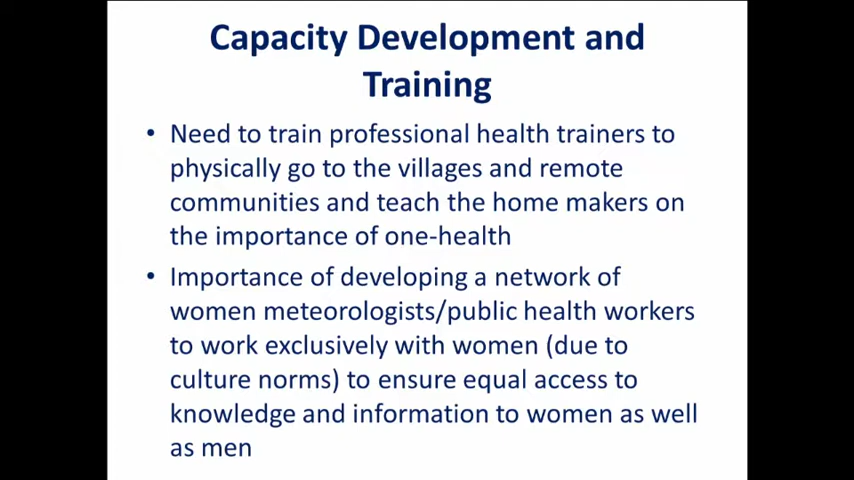 Capacity Development and
Training
• Need to train professional health trainers to
physically go to the villages and remote
communities and teach the home makers on
the importance of one-health
• Importance of developing a network of
women meteorologists/public health workers
to work exclusively with women (due to
culture norms) to ensure equal access to
knowledge and information to women as well
as men